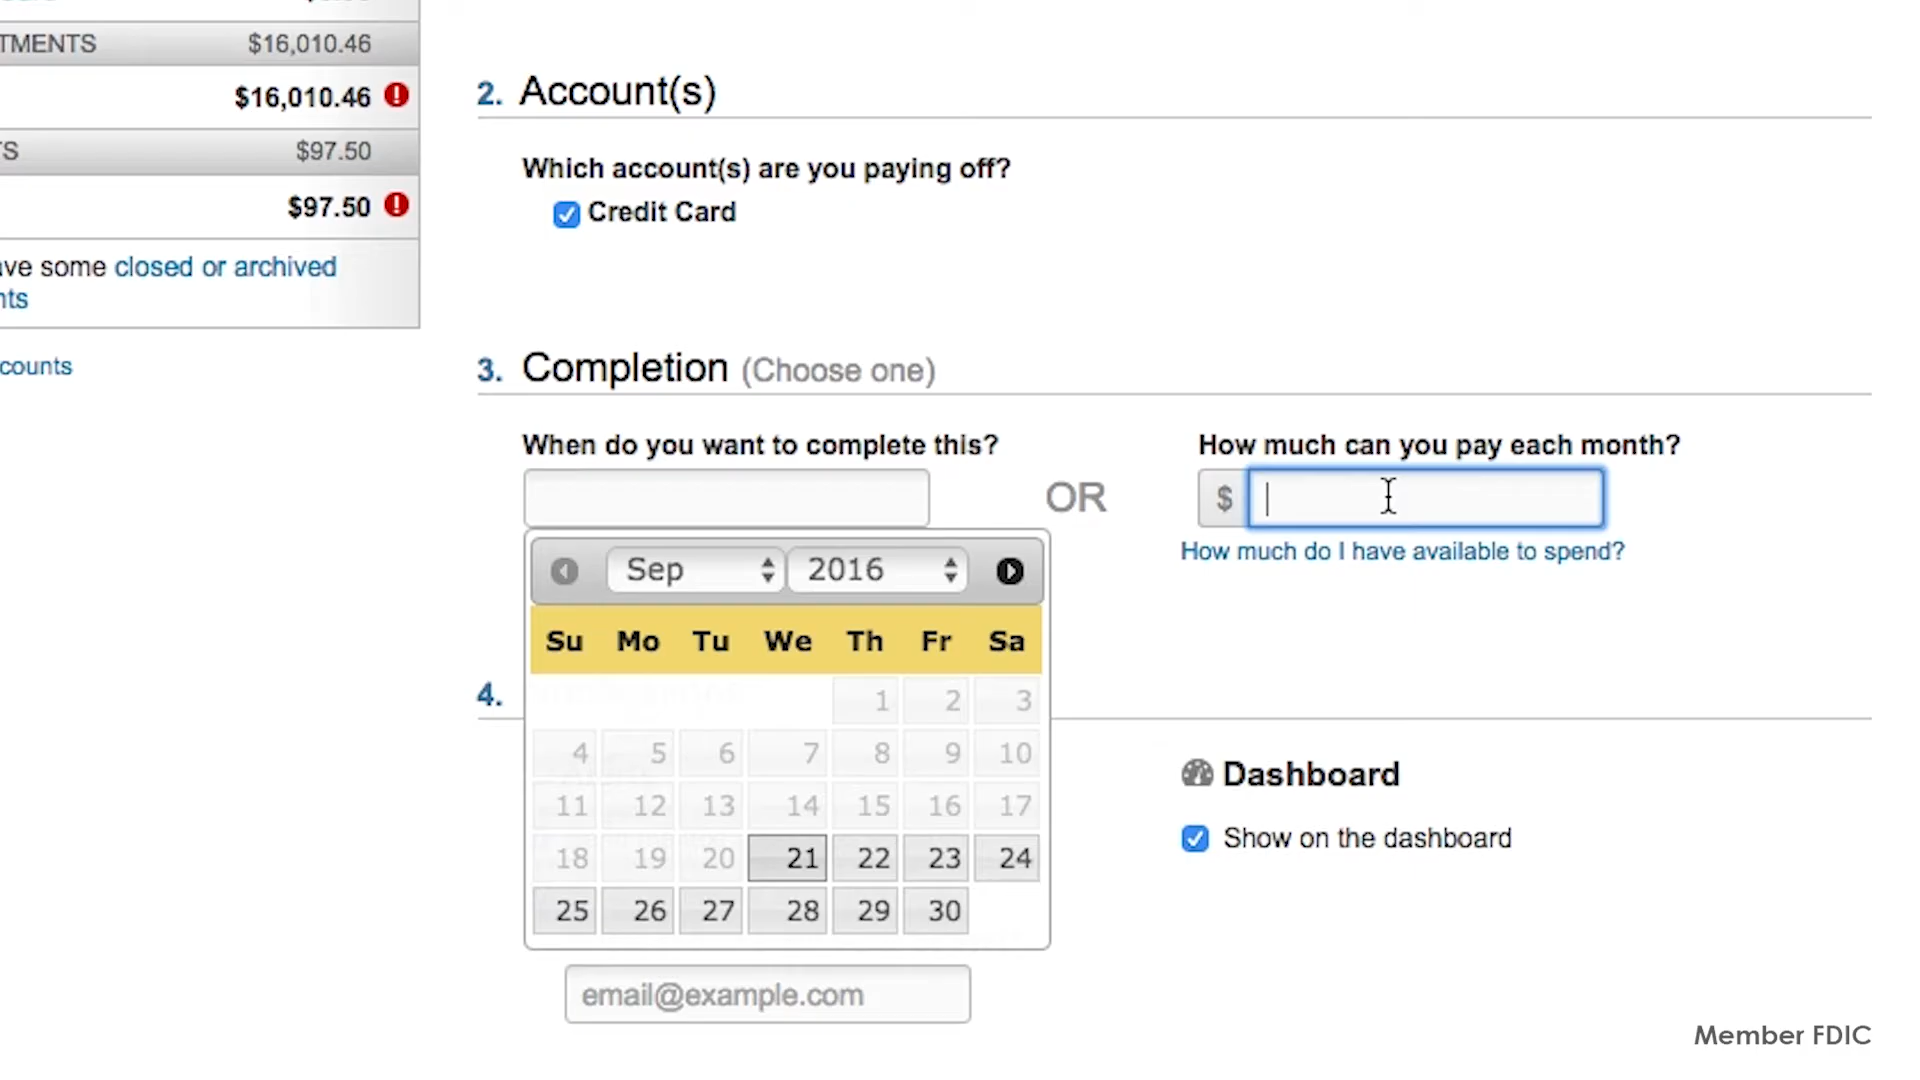 TMENTS $16,010.46
$16,010.46
TS $97.50
$97.50
ave some closed or archived
nts
counts
2. Account(s)
Which account(s) are you paying off?
Credit Card
3. Completion (Choose one)
When do you want to complete this?
OR
How much can you pay each month?
$
How much do I have available to spend?
Sep 2016
Su Mo Tu We Th Fr Sa
1 2 3
4 5 6 7 8 9 10
11 12 13 14 15 16 17
18 19 20 21 22 23 24
25 26 27 28 29 30
4.
Dashboard
Show on the dashboard
email@example.com
Member FDIC